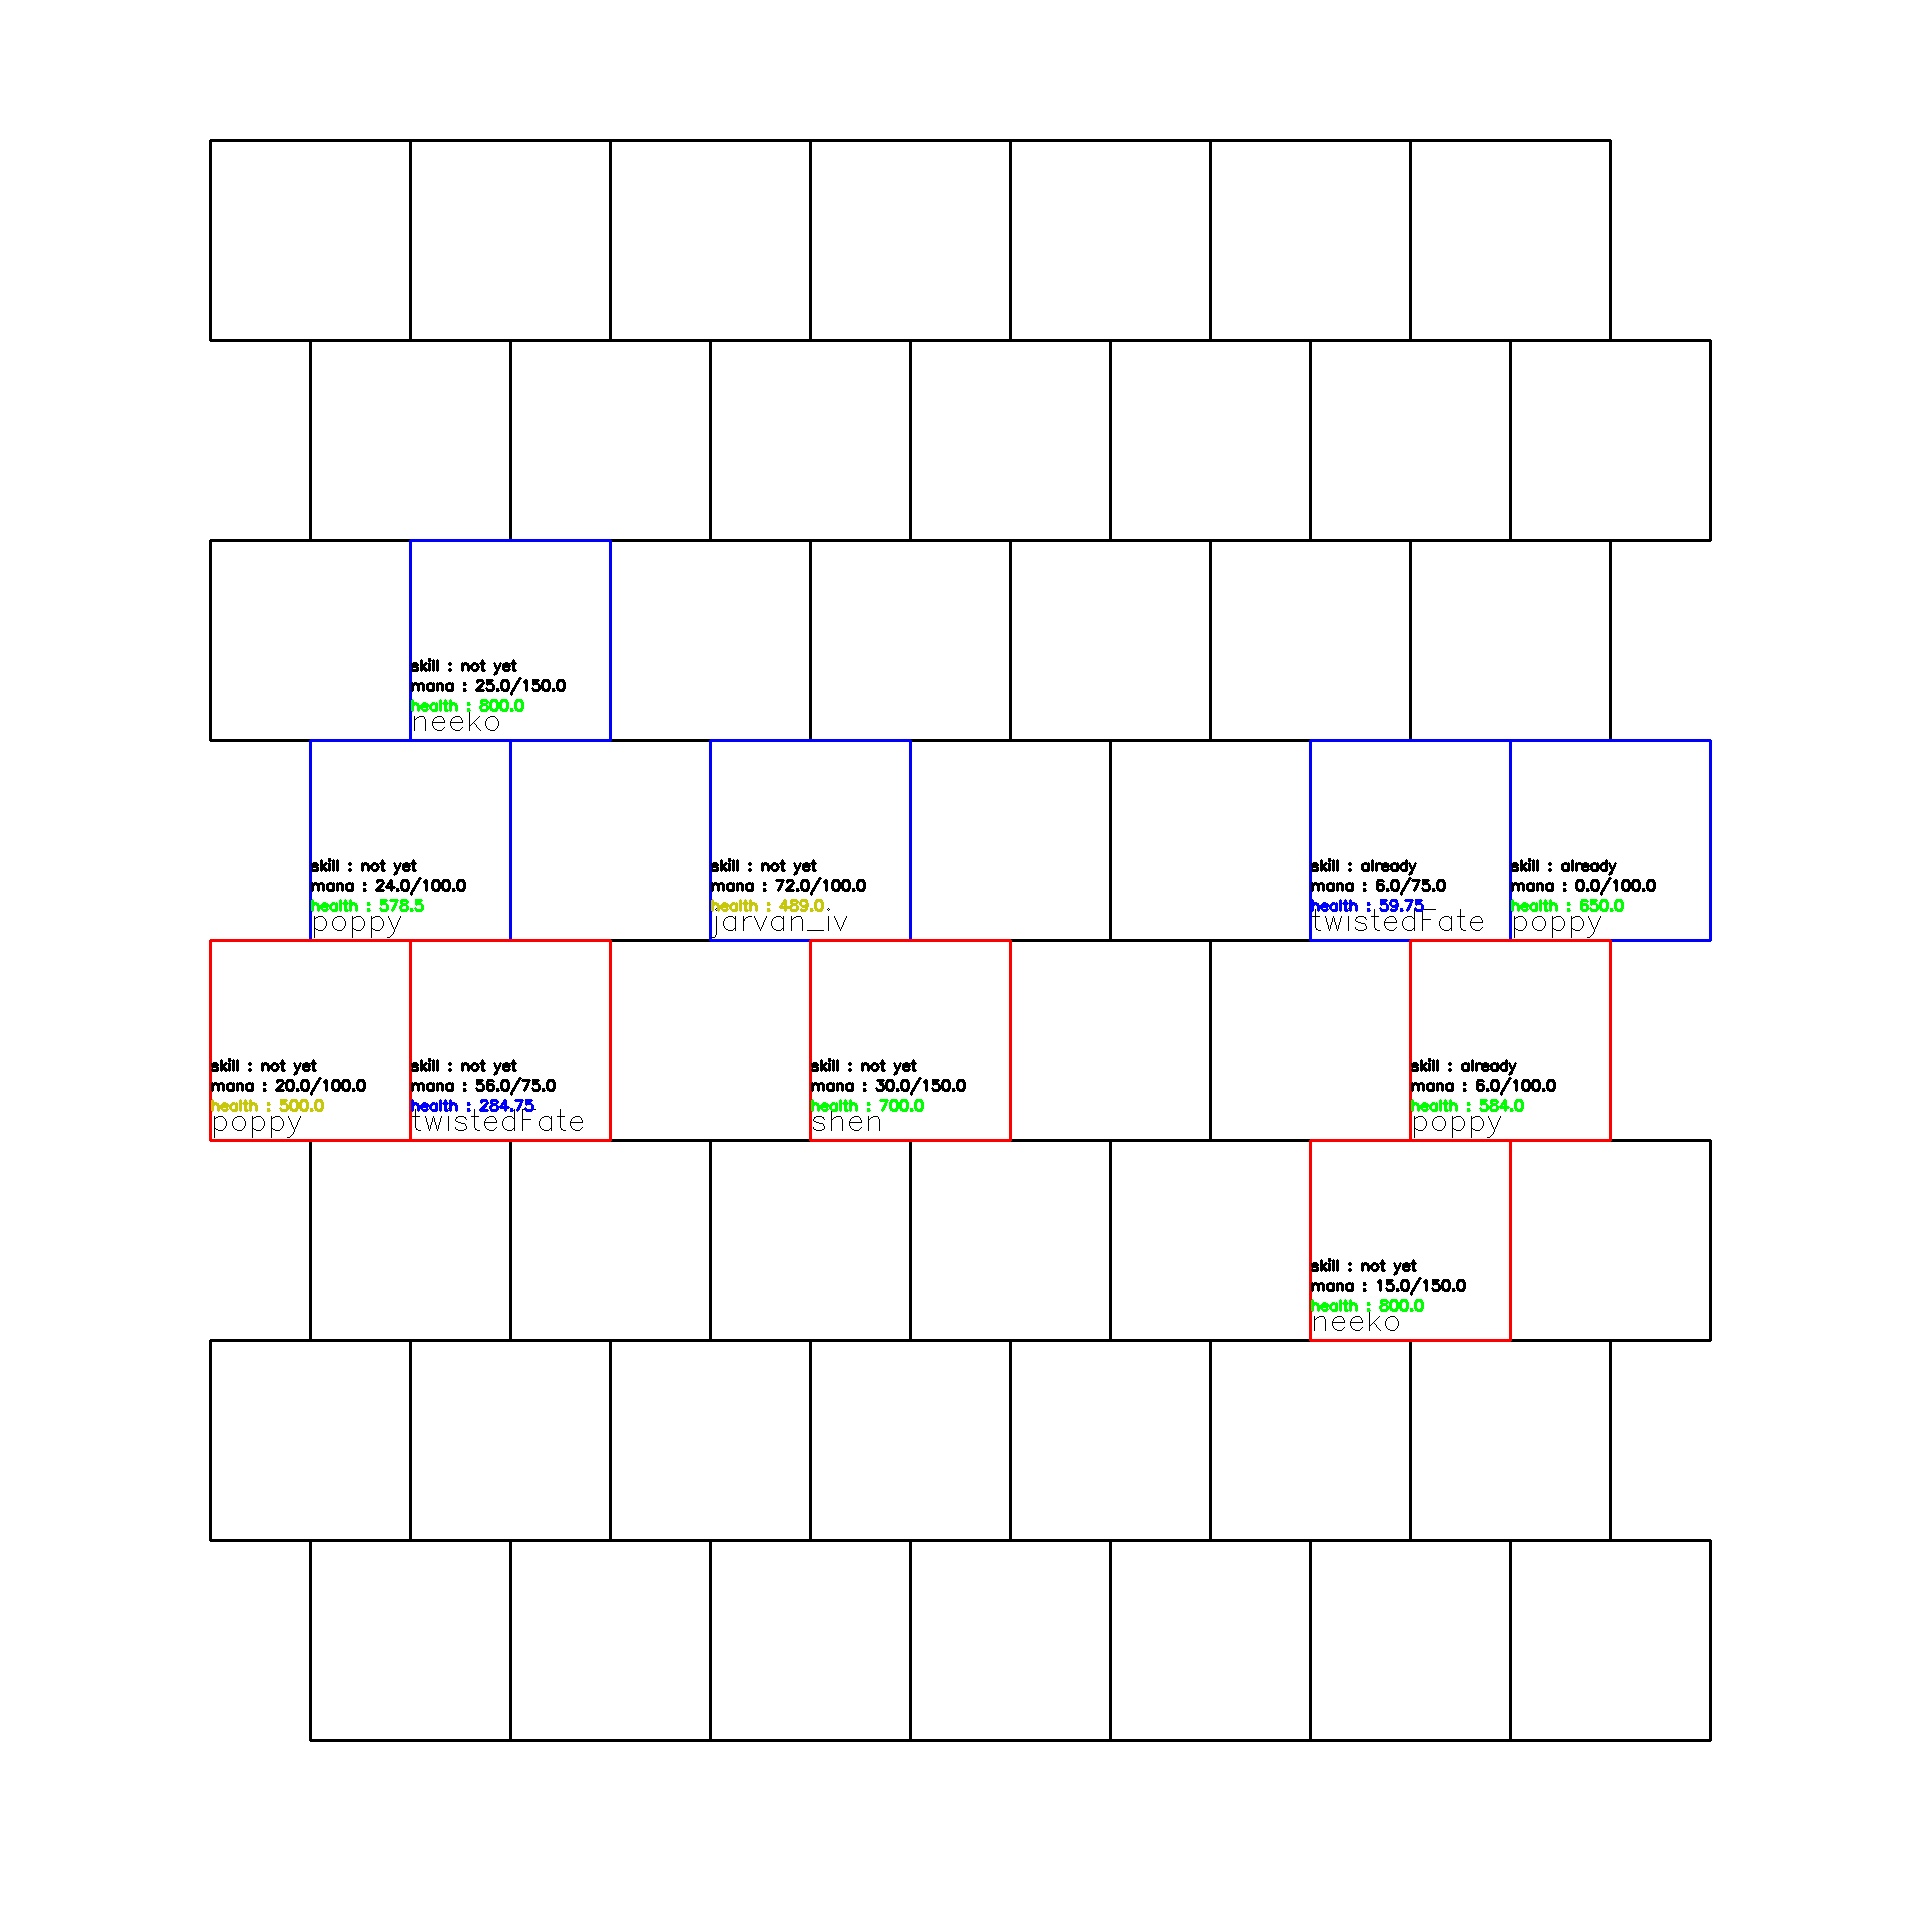 skill : not yet
mana : 25.0/150.0
health : 800.0
neeko
skill : not yet
mana : 24.0/100.0
health : 578.5
poppy
skill : not yet
mana : 72.0/100.0
health : 489.0
jarvan_iv
skill : already
mana : 6.0/75.0
health : 59.75
twistedFate
skill : already
mana : 0.0/100.0
health : 650.0
poppy
skill : not yet
mana : 20.0/100.0
health : 500.0
poppy
skill : not yet
mana : 56.0/75.0
health : 284.75
twistedFate
skill : not yet
mana : 30.0/150.0
health : 700.0
shen
skill : already
mana : 6.0/100.0
health : 584.0
poppy
skill : not yet
mana : 15.0/150.0
health : 800.0
neeko